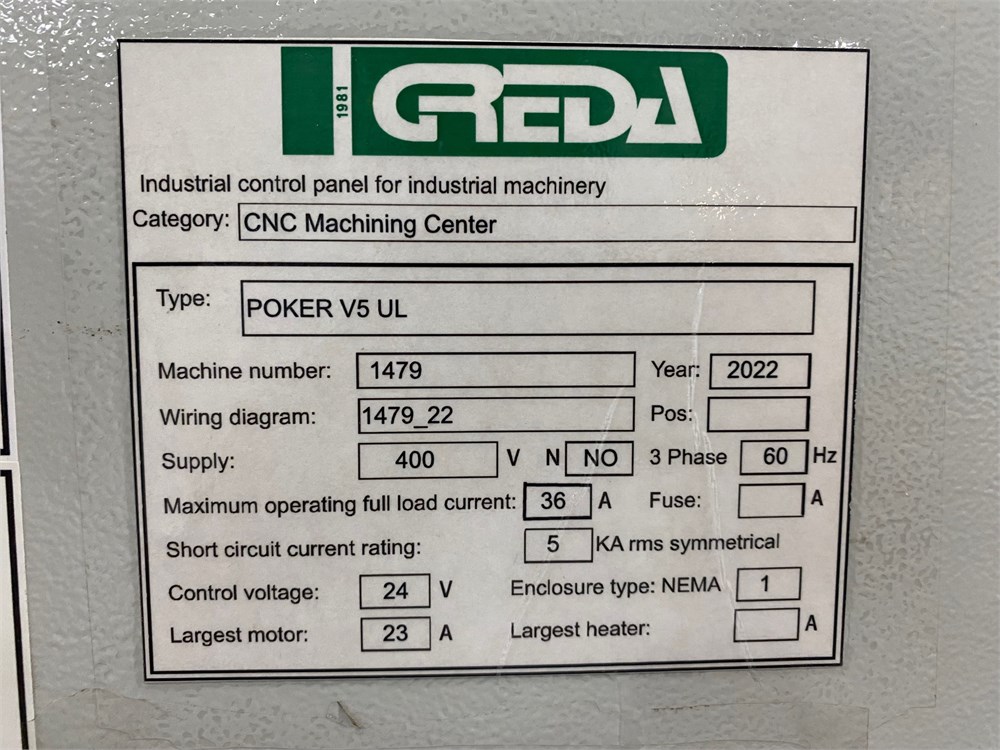 1981 GREDA
Industrial control panel for industrial machinery
Category: CNC Machining Center
Type: POKER V5 UL
Machine number: 1479 Year: 2022
Wiring diagram: 1479_22 Pos:
Supply: 400 V N NO 3 Phase 60 Hz
Maximum operating full load current: 36 A Fuse: A
Short circuit current rating: 5 KA rms symmetrical
Control voltage: 24 V Enclosure type: NEMA 1
Largest motor: 23 A Largest heater: A